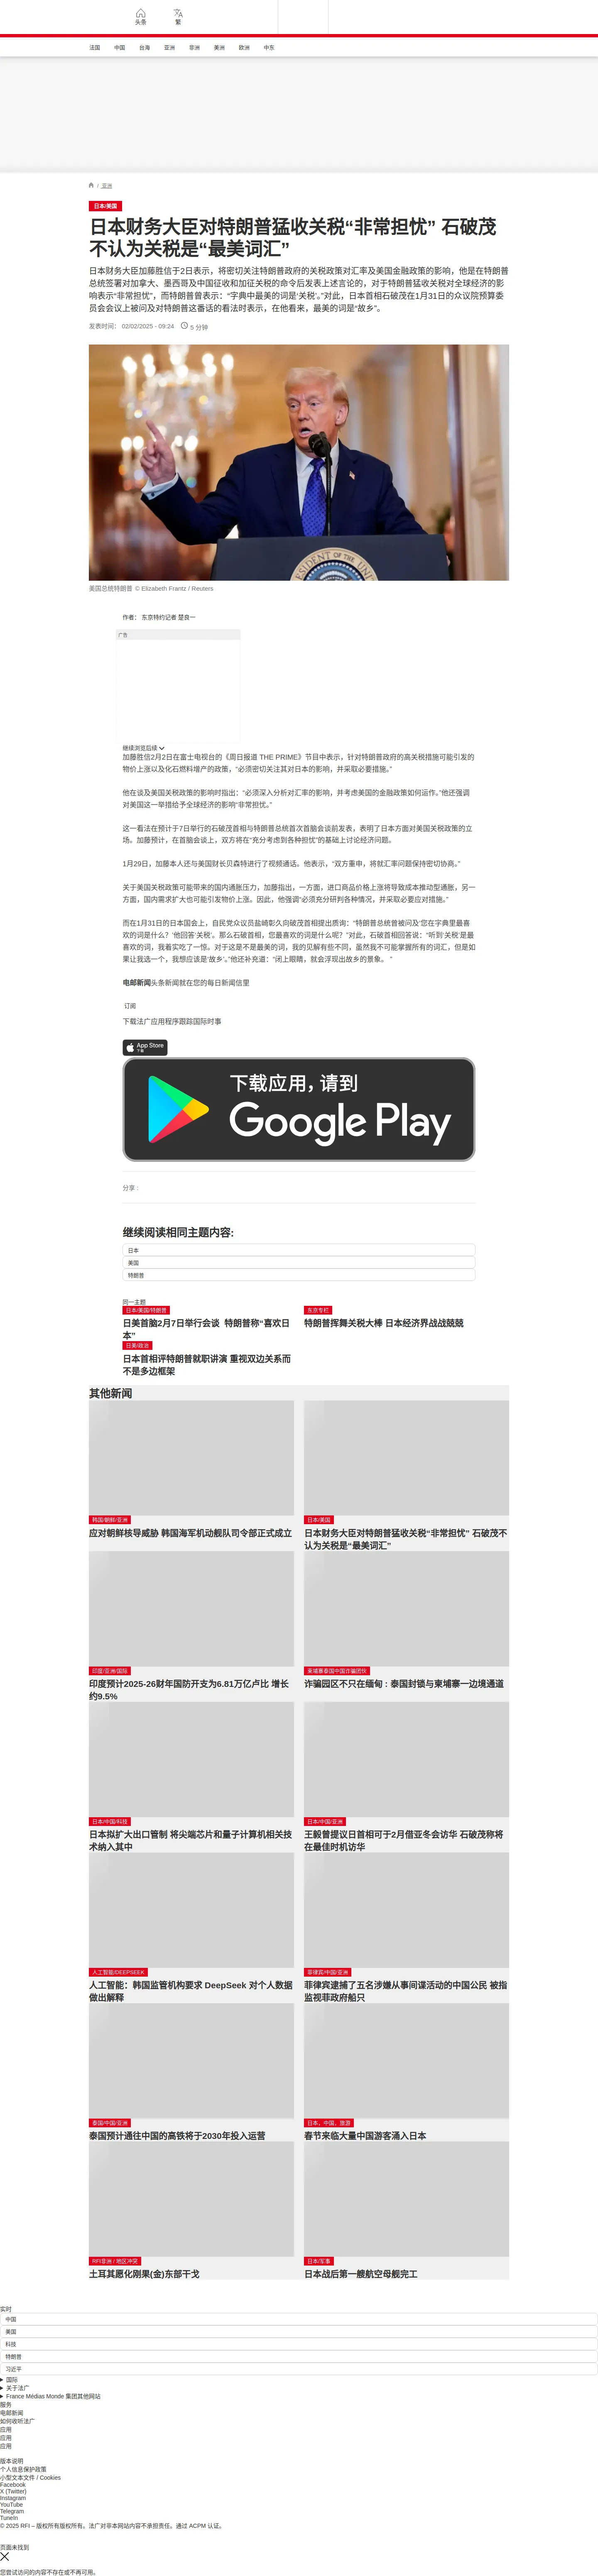 头条
繁
法国 中国 台海 亚洲 非洲 美洲 欧洲 中东
/ 亚洲
日本/美国
日本财务大臣对特朗普猛收关税“非常担忧” 石破茂
不认为关税是“最美词汇”
日本财务大臣加藤胜信于2日表示，将密切关注特朗普政府的关税政策对汇率及美国金融政策的影响，他是在特朗普
总统签署对加拿大、墨西哥及中国征收和加征关税的命令后发表上述言论的，对于特朗普猛收关税对全球经济的影
响表示“非常担忧”，而特朗普曾表示：“字典中最美的词是‘关税’。”对此，日本首相石破茂在1月31日的众议院预算委
员会会议上被问及对特朗普这番话的看法时表示，在他看来，最美的词是“故乡”。
发表时间： 02/02/2025 - 09:24 5 分钟
PRESIDENT OF THE UNITED
美国总统特朗普 © Elizabeth Frantz / Reuters
作者： 东京特约记者 楚良一
广告
继续浏览后续
加藤胜信2月2日在富士电视台的《周日报道 THE PRIME》节目中表示，针对特朗普政府的高关税措施可能引发的
物价上涨以及化石燃料增产的政策，“必须密切关注其对日本的影响，并采取必要措施。”
他在谈及美国关税政策的影响时指出：“必须深入分析对汇率的影响，并考虑美国的金融政策如何运作。”他还强调
对美国这一举措给予全球经济的影响“非常担忧。”
这一看法在预计于7日举行的石破茂首相与特朗普总统首次首脑会谈前发表，表明了日本方面对美国关税政策的立
场。加藤预计，在首脑会谈上，双方将在“充分考虑到各种担忧”的基础上讨论经济问题。
1月29日，加藤本人还与美国财长贝森特进行了视频通话。他表示，“双方重申，将就汇率问题保持密切协商。”
关于美国关税政策可能带来的国内通胀压力，加藤指出，一方面，进口商品价格上涨将导致成本推动型通胀，另一
方面，国内需求扩大也可能引发物价上涨。因此，他强调“必须充分研判各种情况，并采取必要应对措施。”
而在1月31日的日本国会上，自民党众议员盐崎彰久向破茂首相提出质询：“特朗普总统曾被问及‘您在字典里最喜
欢的词是什么？’他回答‘关税’。那么石破首相，您最喜欢的词是什么呢？”对此，石破首相回答说：“听到‘关税’是最
喜欢的词，我着实吃了一惊。对于这是不是最美的词，我的见解有些不同，虽然我不可能掌握所有的词汇，但是如
果让我选一个，我想应该是‘故乡’。”他还补充道：“闭上眼睛，就会浮现出故乡的景象。 ”
电邮新闻头条新闻就在您的每日新闻信里
订阅
下载法广应用程序跟踪国际时事
App Store
下载
下载应用，请到
Google Play
分享 :
继续阅读相同主题内容:
日本
美国
特朗普
同一主题
日本/美国/特朗普
日美首脑2月7日举行会谈 特朗普称“喜欢日
本”
东京专栏
特朗普挥舞关税大棒 日本经济界战战兢兢
日美/政治
日本首相评特朗普就职讲演 重视双边关系而
不是多边框架
其他新闻
韩国/朝鲜/亚洲
应对朝鲜核导威胁 韩国海军机动舰队司令部正式成立
日本/美国
日本财务大臣对特朗普猛收关税“非常担忧” 石破茂不
认为关税是“最美词汇”
印度/亚洲/国际
印度预计2025-26财年国防开支为6.81万亿卢比 增长
约9.5%
柬埔寨泰国中国诈骗团伙
诈骗园区不只在缅甸 : 泰国封锁与柬埔寨一边境通道
日本/中国/科技
日本拟扩大出口管制 将尖端芯片和量子计算机相关技
术纳入其中
日本/中国/亚洲
王毅曾提议日首相可于2月借亚冬会访华 石破茂称将
在最佳时机访华
人工智能/DEEPSEEK
人工智能：韩国监管机构要求 DeepSeek 对个人数据
做出解释
菲律宾/中国/亚洲
菲律宾逮捕了五名涉嫌从事间谍活动的中国公民 被指
监视菲政府船只
泰国/中国/亚洲
泰国预计通往中国的高铁将于2030年投入运营
日本，中国，旅游
春节来临大量中国游客涌入日本
RFI非洲 / 地区冲突
土耳其愿化刚果(金)东部干戈
日本/军事
日本战后第一艘航空母舰完工
实时
中国
美国
科技
特朗普
习近平
国际
关于法广
France Médias Monde 集团其他网站
服务
电邮新闻
如何收听法广
应用
应用
应用
版本说明
个人信息保护政策
小型文本文件 / Cookies
Facebook
X (Twitter)
Instagram
YouTube
Telegram
TuneIn
© 2025 RFI – 版权所有版权所有。法广对非本网站内容不承担责任。通过 ACPM 认证。
页面未找到
您尝试访问的内容不存在或不再可用。